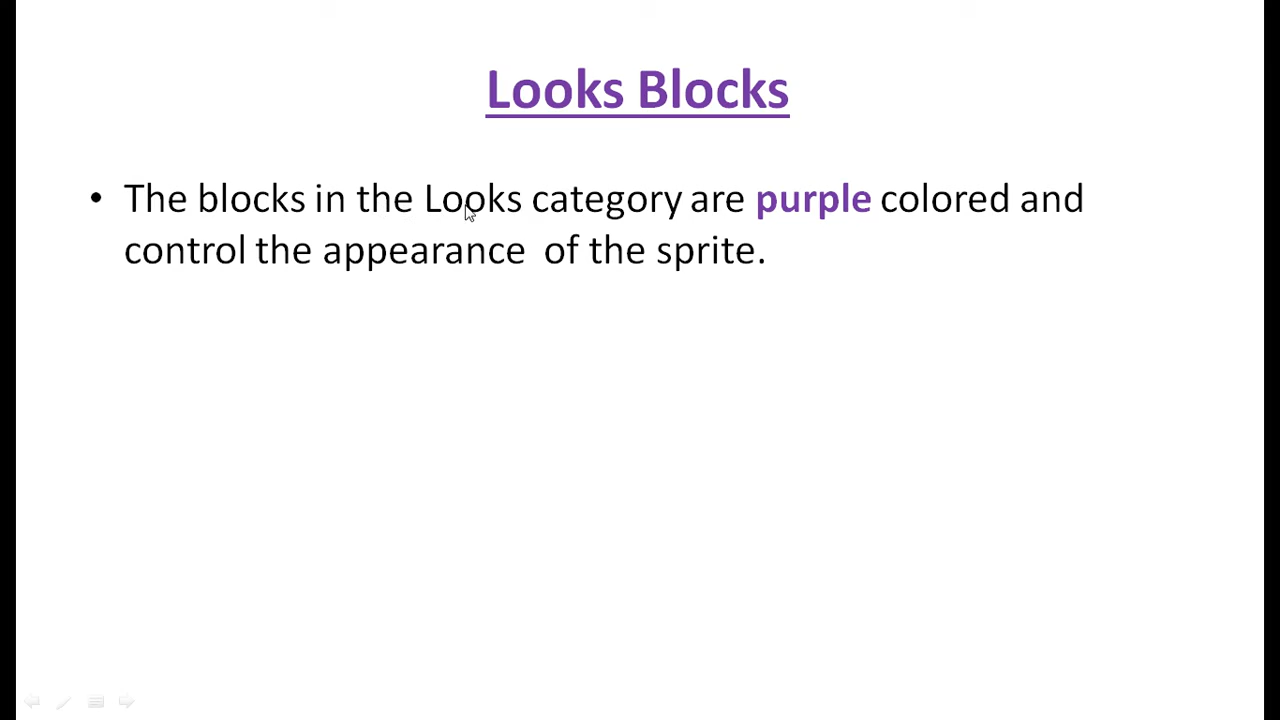 Looks Blocks
• The blocks in the Looks category are purple colored and
control the appearance  of the sprite.